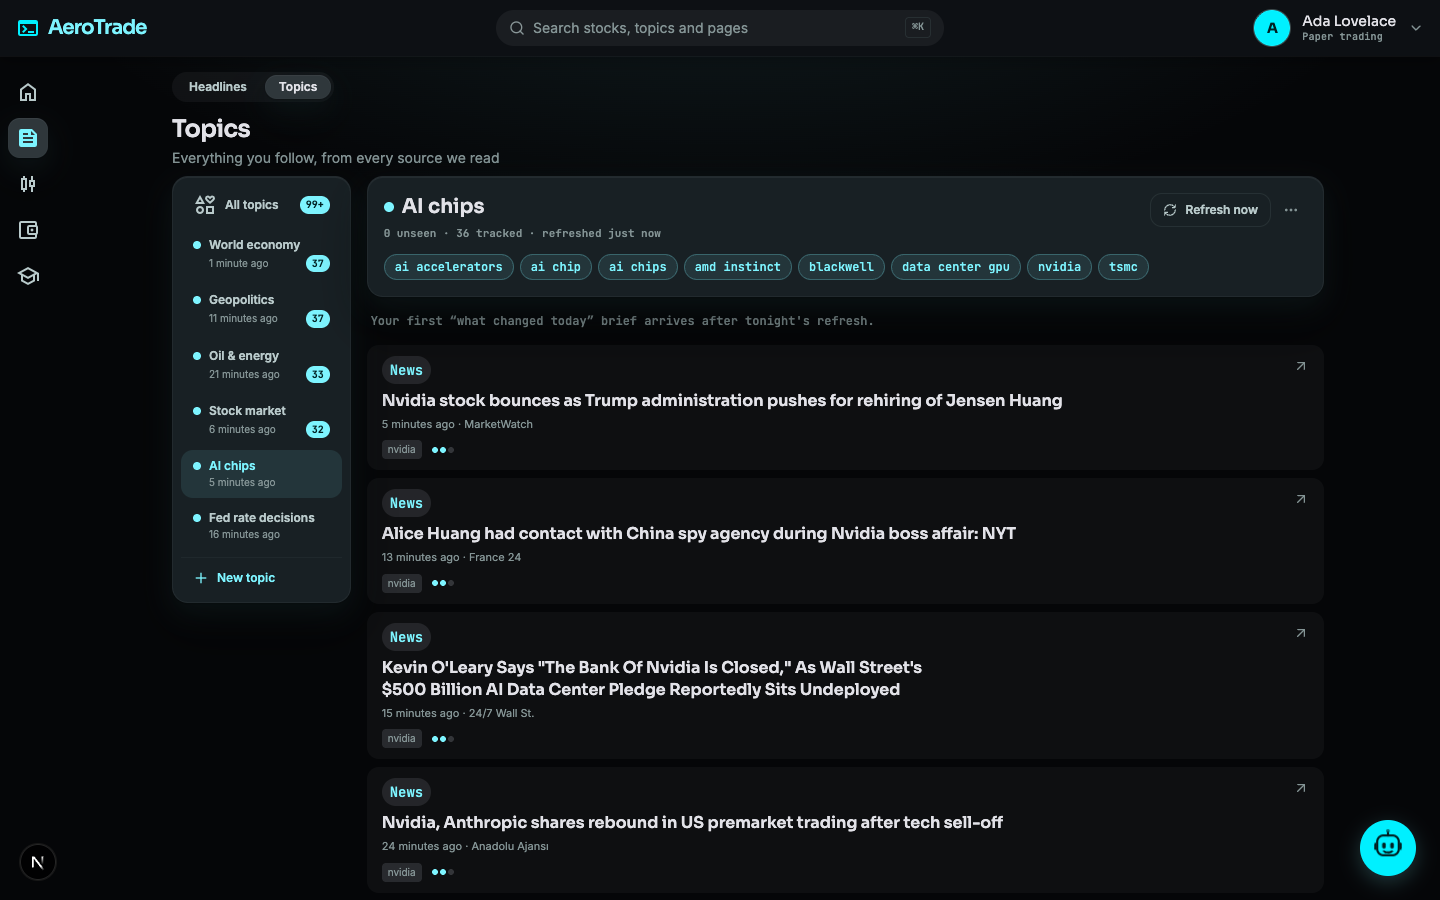 AeroTrade
Search stocks, topics and pages
⌘K
A
Ada Lovelace
Paper trading
Headlines
Topics
Topics
Everything you follow, from every source we read
All topics
99+
World economy
1 minute ago
37
Geopolitics
11 minutes ago
37
Oil & energy
21 minutes ago
33
Stock market
6 minutes ago
32
AI chips
5 minutes ago
Fed rate decisions
16 minutes ago
New topic
AI chips
Refresh now
0 unseen · 36 tracked · refreshed just now
ai accelerators
ai chip
ai chips
amd instinct
blackwell
data center gpu
nvidia
tsmc
Your first “what changed today” brief arrives after tonight's refresh.
News
Nvidia stock bounces as Trump administration pushes for rehiring of Jensen Huang
5 minutes ago · MarketWatch
nvidia
News
Alice Huang had contact with China spy agency during Nvidia boss affair: NYT
13 minutes ago · France 24
nvidia
News
Kevin O'Leary Says "The Bank Of Nvidia Is Closed," As Wall Street's
$500 Billion AI Data Center Pledge Reportedly Sits Undeployed
15 minutes ago · 24/7 Wall St.
nvidia
News
Nvidia, Anthropic shares rebound in US premarket trading after tech sell-off
24 minutes ago · Anadolu Ajansı
nvidia
N